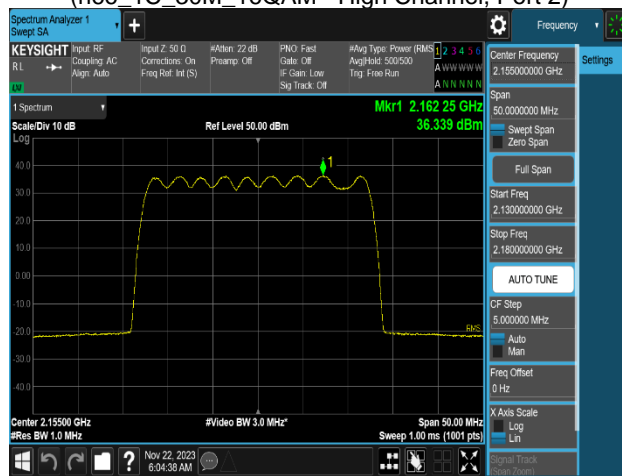 Spectrum Analyzer 1
Swept SA
Frequency
KEYSIGHT
Input: RF
Input Z: 50 Ω
#Atten: 22 dB
PNO: Fast
#Avg Type: Power (RMS
1 2 3 4 5 6
RL
Coupling: AC
Corrections: On
Preamp: Off
Gate: Off
Avg|Hold: 500/500
A W W W W W
Align: Auto
Freq Ref: Int (S)
IF Gain: Low
Trig: Free Run
Sig Track: Off
A N N N N N
LXI
Center Frequency
2.155000000 GHz
Settings
1 Spectrum
Mkr1 2.162 25 GHz
Scale/Div 10 dB
Ref Level 50.00 dBm
36.339 dBm
Log
Span
50.0000000 MHz
Swept Span
Zero Span
Full Span
Start Freq
2.130000000 GHz
Stop Freq
2.180000000 GHz
AUTO TUNE
CF Step
5.000000 MHz
Auto
Man
Freq Offset
0 Hz
X Axis Scale
Log
Lin
Signal Track
(Span Zoom)
1
40.0
30.0
20.0
10.0
0.00
-10.0
-20.0
-30.0
-40.0
RMS
Center 2.15500 GHz
#Video BW 3.0 MHz*
Span 50.00 MHz
#Res BW 1.0 MHz
Sweep 1.00 ms (1001 pts)
?
Nov 22, 2023
6:04:38 AM